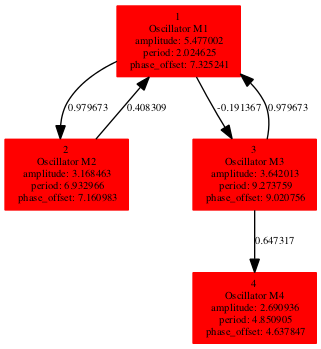 1
Oscillator M1
amplitude: 5.477002
period: 2.024625
phase_offset: 7.325241
0.979673
0.408309
-0.191367
0.979673
2
Oscillator M2
amplitude: 3.168463
period: 6.932966
phase_offset: 7.160983
3
Oscillator M3
amplitude: 3.642013
period: 9.273759
phase_offset: 9.020756
0.647317
4
Oscillator M4
amplitude: 2.690936
period: 4.850905
phase_offset: 4.637847